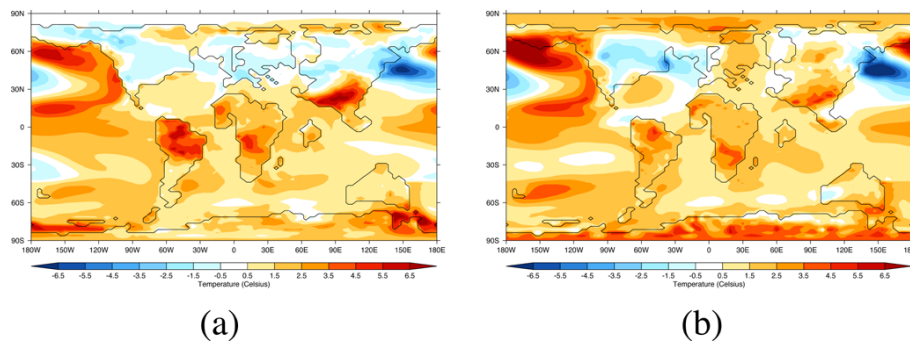 90N
60N
30N
0
30S
60S
90S
180W 150W 120W 90W 60W 30W 0 30E 60E 90E 120E 150E 180E
-6.5 -5.5 -4.5 -3.5 -2.5 -1.5 -0.5 0.5 1.5 2.5 3.5 4.5 5.5 6.5
Temperature (Celsius)
(a)
90N
60N
30N
0
30S
60S
90S
180W 150W 120W 90W 60W 30W 0 30E 60E 90E 120E 150E 180E
-6.5 -5.5 -4.5 -3.5 -2.5 -1.5 -0.5 0.5 1.5 2.5 3.5 4.5 5.5 6.5
Temperature (Celsius)
(b)